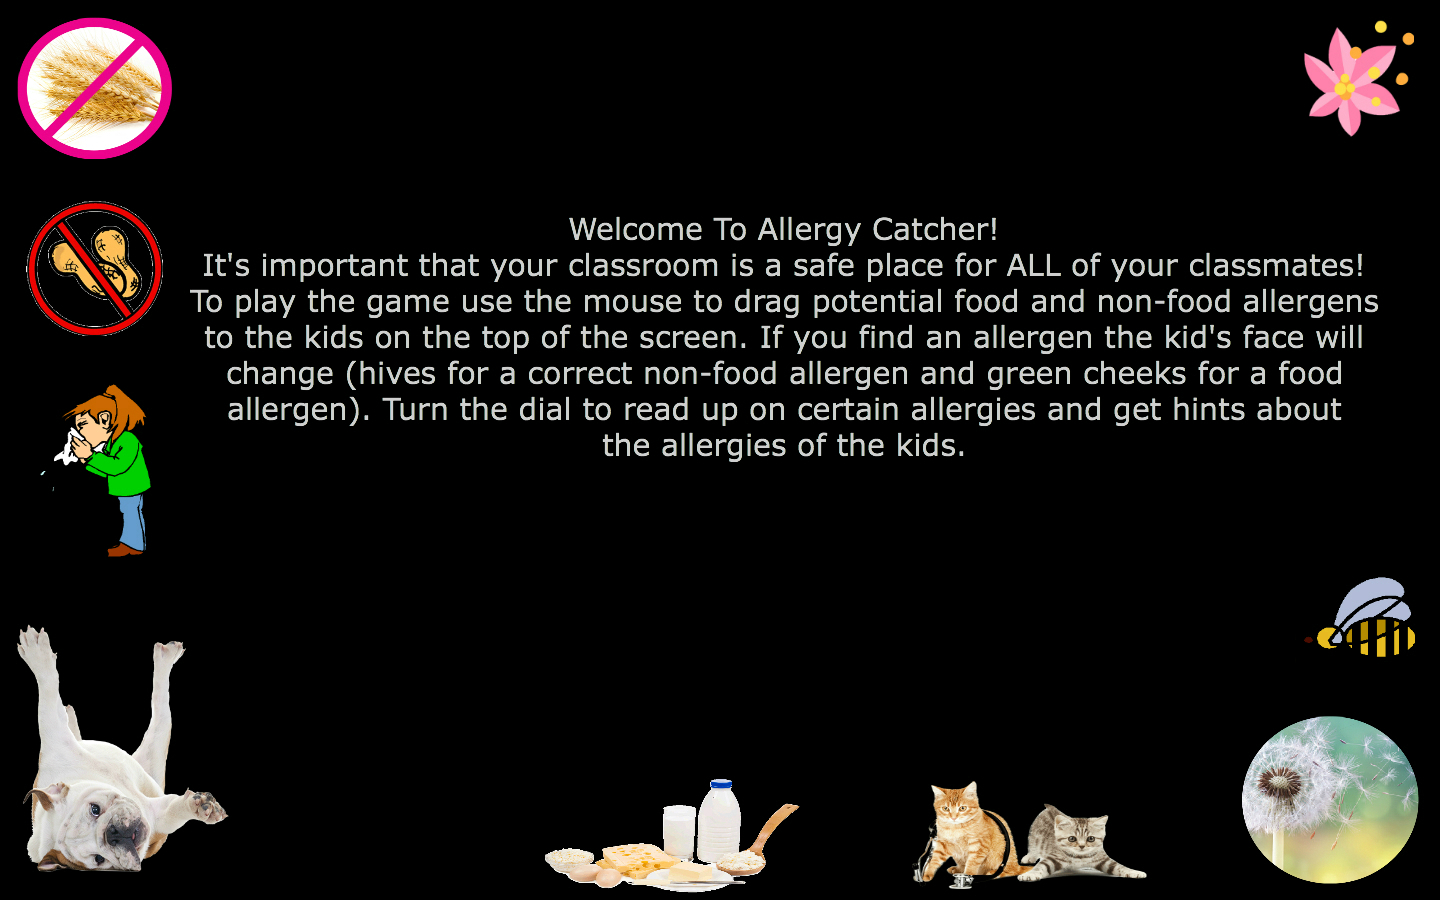 Welcome To Allergy Catcher!
It's important that your classroom is a safe place for ALL of your classmates!
To play the game use the mouse to drag potential food and non-food allergens
to the kids on the top of the screen. If you find an allergen the kid's face will
change (hives for a correct non-food allergen and green cheeks for a food
allergen). Turn the dial to read up on certain allergies and get hints about
the allergies of the kids.